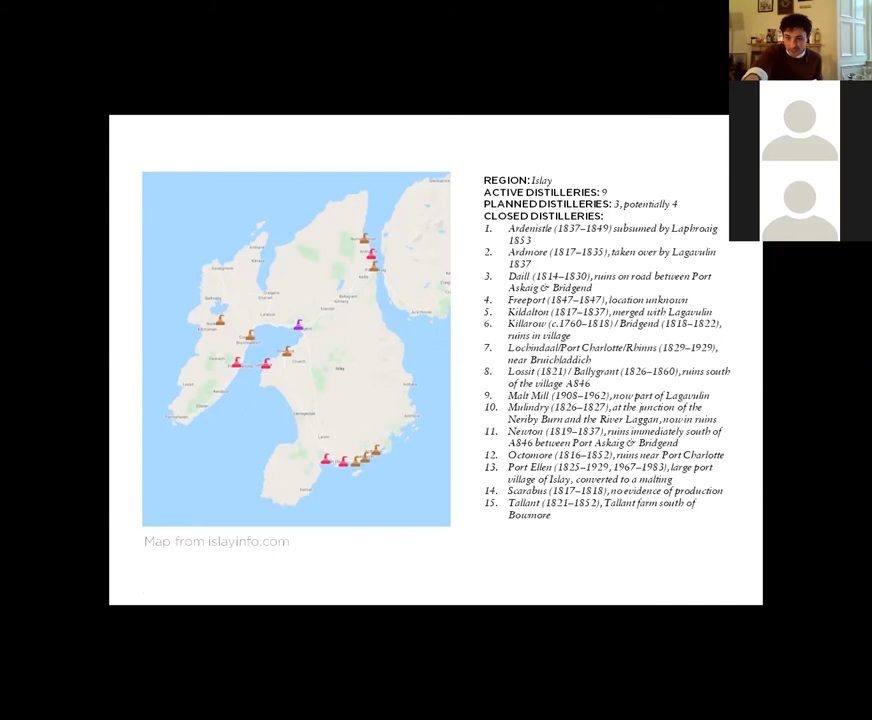 REGION: Islay
ACTIVE DISTILLERIES: 9
PLANNED DISTILLERIES: 3, potentially 4
CLOSED DISTILLERIES:
1. Ardenistle (1837–1849) subsumed by Laphroaig
1853
2. Ardmore (1817–1835), taken over by Lagavulin
1837
3. Daill (1814–1830), ruins on road between Port
Askaig & Bridgend
4. Freeport (1847–1847), location unknown
5. Kildalton (1817–1837), merged with Lagavulin
6. Killarow (c.1760–1818) / Bridgend (1818–1822),
ruins in village
7. Lochindaal/Port Charlotte/Rhinns (1829–1929),
near Bruichladdich
8. Lossit (1821) / Ballygrant (1826–1860), ruins south
of the village A846
9. Malt Mill (1908–1962), now part of Lagavulin
10. Mulindry (1826–1827), at the junction of the
Neriby Burn and the River Laggan, now in ruins
11. Newton (1819–1837), ruins immediately south of
A846 between Port Askaig & Bridgend
12. Octomore (1816–1852), ruins near Port Charlotte
13. Port Ellen (1825–1929, 1967–1983), large port
village of Islay, converted to a malting
14. Scarabus (1817–1818), no evidence of production
15. Tallant (1821–1852), Tallant farm south of
Bowmore
Map from islayinfo.com